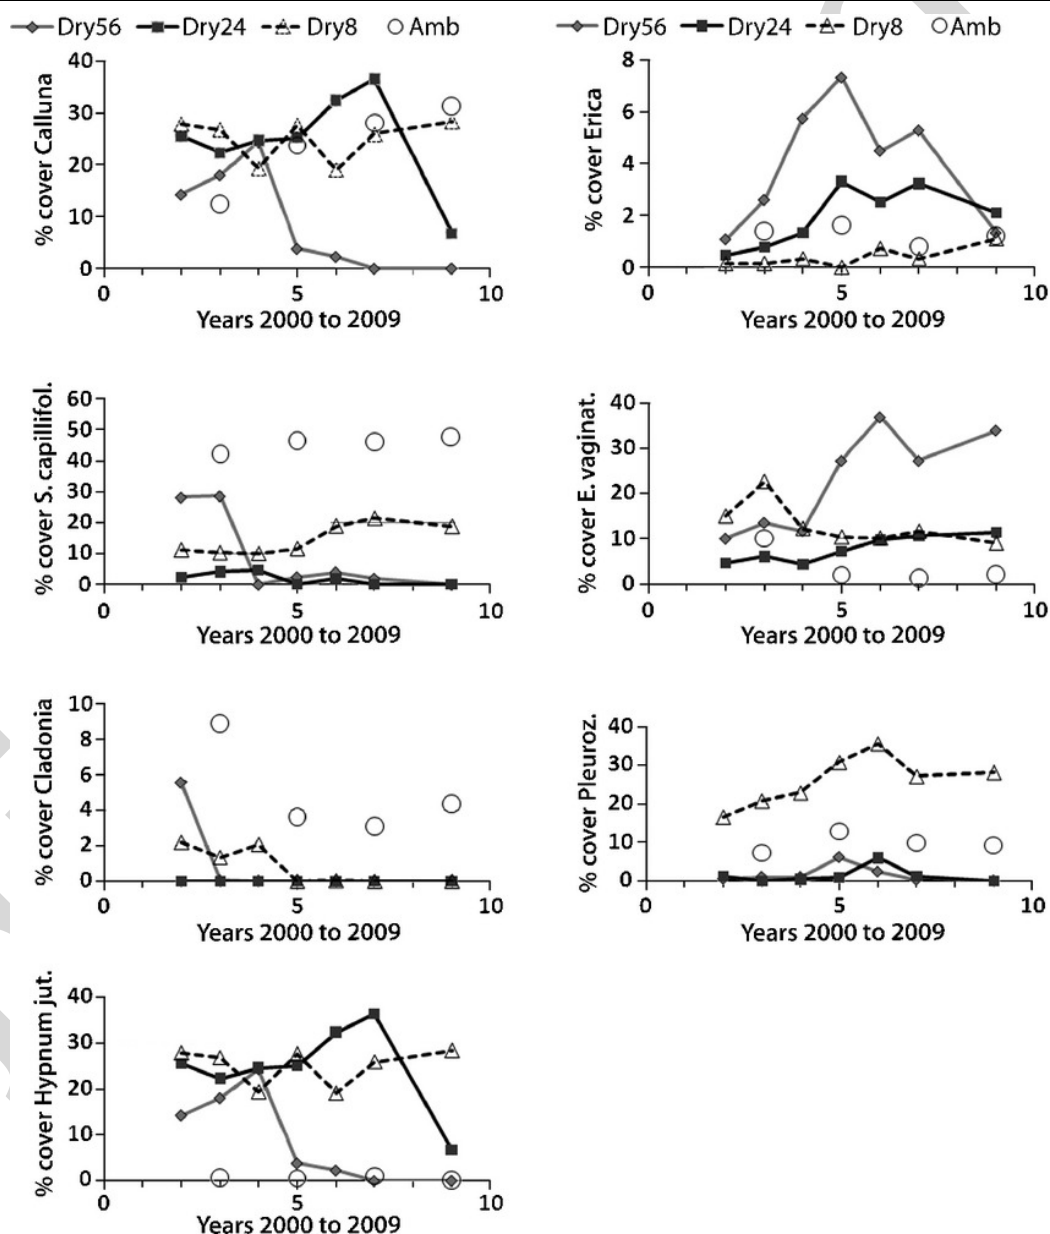 Dry56 Dry24 Dry8 Amb
% cover Calluna
40
30
20
10
0
0 5 10
Years 2000 to 2009
Dry56 Dry24 Dry8 Amb
% cover Erica
8
6
4
2
0
0 5 10
Years 2000 to 2009
% cover S. capillifol.
60
50
40
30
20
10
0
0 5 10
Years 2000 to 2009
% cover E. vaginat.
40
30
20
10
0
0 5 10
Years 2000 to 2009
% cover Cladonia
10
8
6
4
2
0
0 5 10
Years 2000 to 2009
% cover Pleuroz.
40
30
20
10
0
0 5 10
Years 2000 to 2009
% cover Hypnum jut.
40
30
20
10
0
0 5 10
Years 2000 to 2009